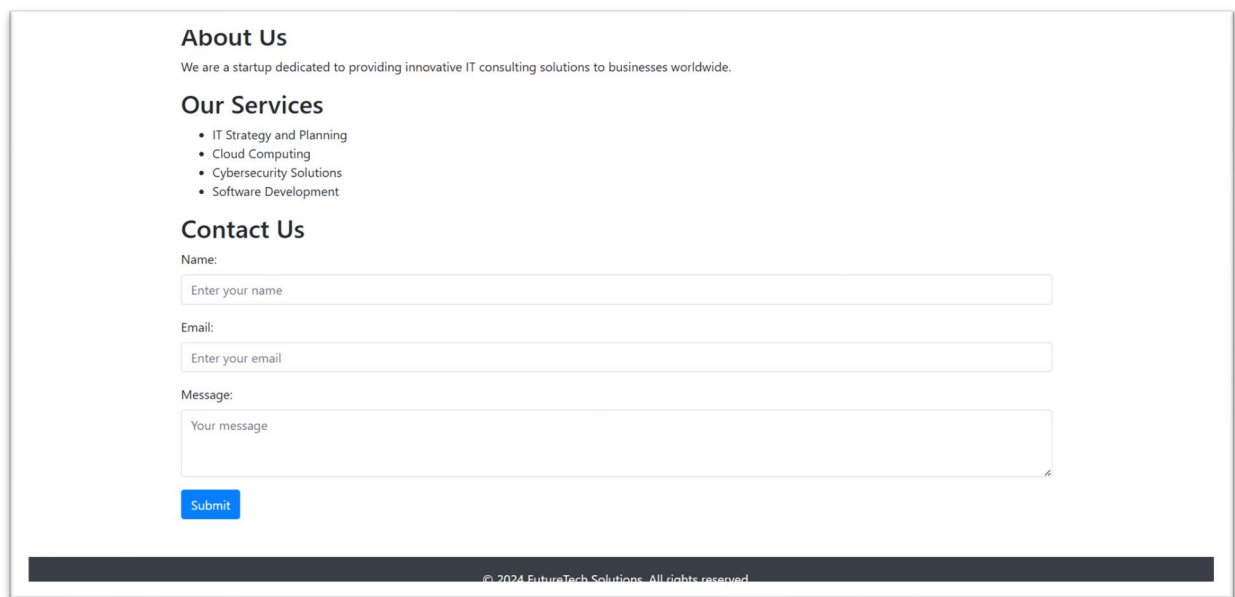 About Us
We are a startup dedicated to providing innovative IT consulting solutions to businesses worldwide.
Our Services
• IT Strategy and Planning
• Cloud Computing
• Cybersecurity Solutions
• Software Development
Contact Us
Name:
Enter your name
Email:
Enter your email
Message:
Your message
Submit
© 2024 FutureTech Solutions. All rights reserved.